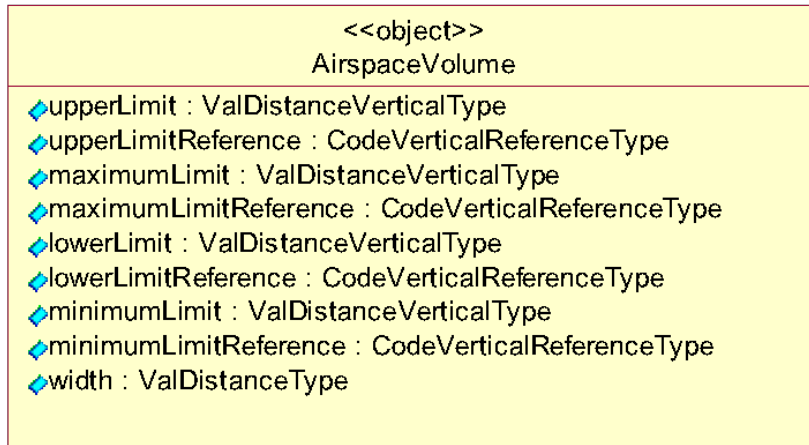 <<object>>
AirspaceVolume
upperLimit : ValDistanceVerticalType
upperLimitReference : CodeVerticalReferenceType
maximumLimit : ValDistanceVerticalType
maximumLimitReference : CodeVerticalReferenceType
lowerLimit : ValDistanceVerticalType
lowerLimitReference : CodeVerticalReferenceType
minimumLimit : ValDistanceVerticalType
minimumLimitReference : CodeVerticalReferenceType
width : ValDistanceType